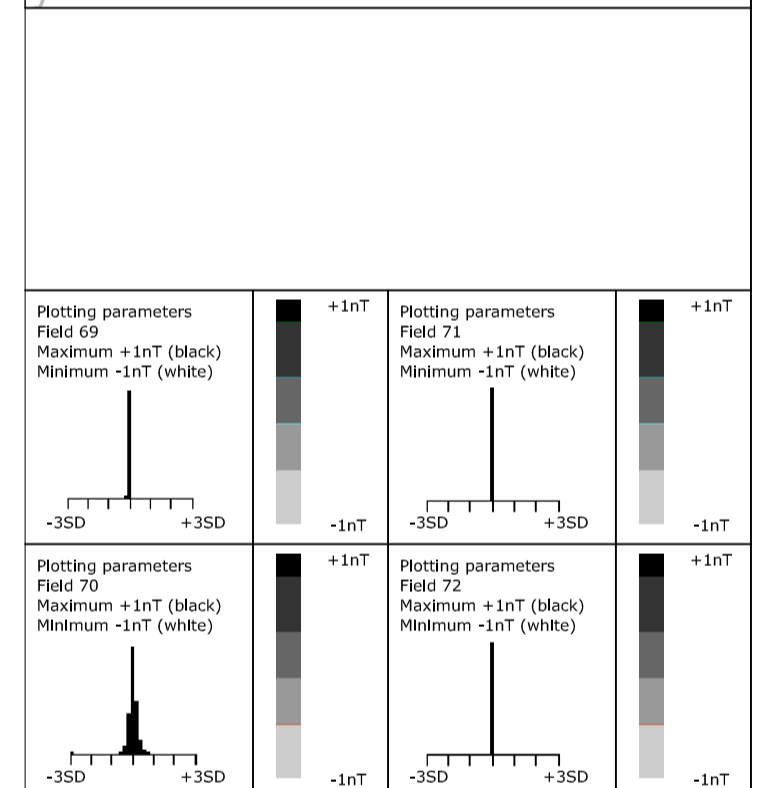 Plotting parameters
Field 69
Maximum +1nT (black)
Minimum -1nT (white)
-3SD
+3SD
+1nT
-1nT
Plotting parameters
Field 71
Maximum +1nT (black)
Minimum -1nT (white)
-3SD
+3SD
+1nT
-1nT
Plotting parameters
Field 70
Maximum +1nT (black)
Minimum -1nT (white)
-3SD
+3SD
+1nT
-1nT
Plotting parameters
Field 72
Maximum +1nT (black)
Minimum -1nT (white)
-3SD
+3SD
+1nT
-1nT